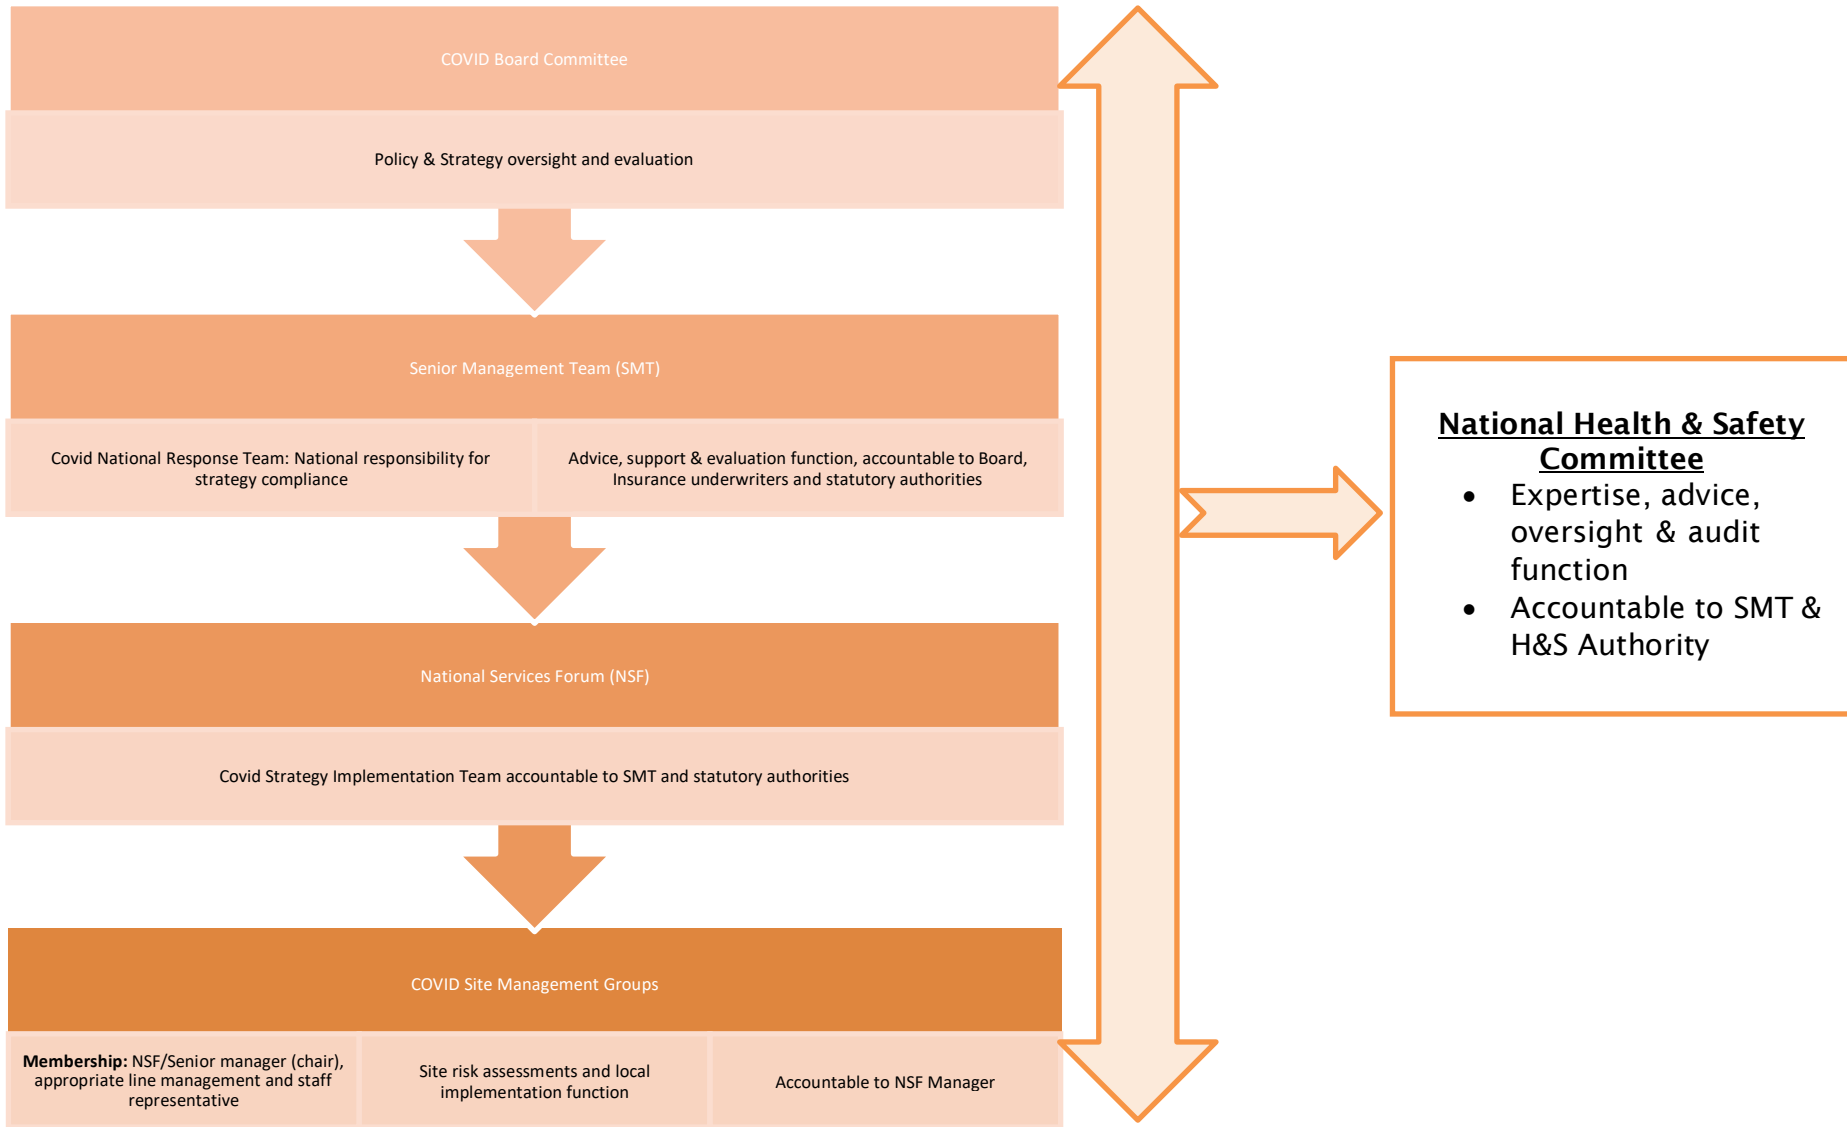 COVID Board Committee
Policy & Strategy oversight and evaluation
Senior Management Team (SMT)
Covid National Response Team: National responsibility for
strategy compliance
Advice, support & evaluation function, accountable to Board,
Insurance underwriters and statutory authorities
National Services Forum (NSF)
Covid Strategy Implementation Team accountable to SMT and statutory authorities
COVID Site Management Groups
Membership: NSF/Senior manager (chair),
appropriate line management and staff
representative
Site risk assessments and local
implementation function
Accountable to NSF Manager
National Health & Safety
Committee
• Expertise, advice,
oversight & audit
function
• Accountable to SMT &
H&S Authority